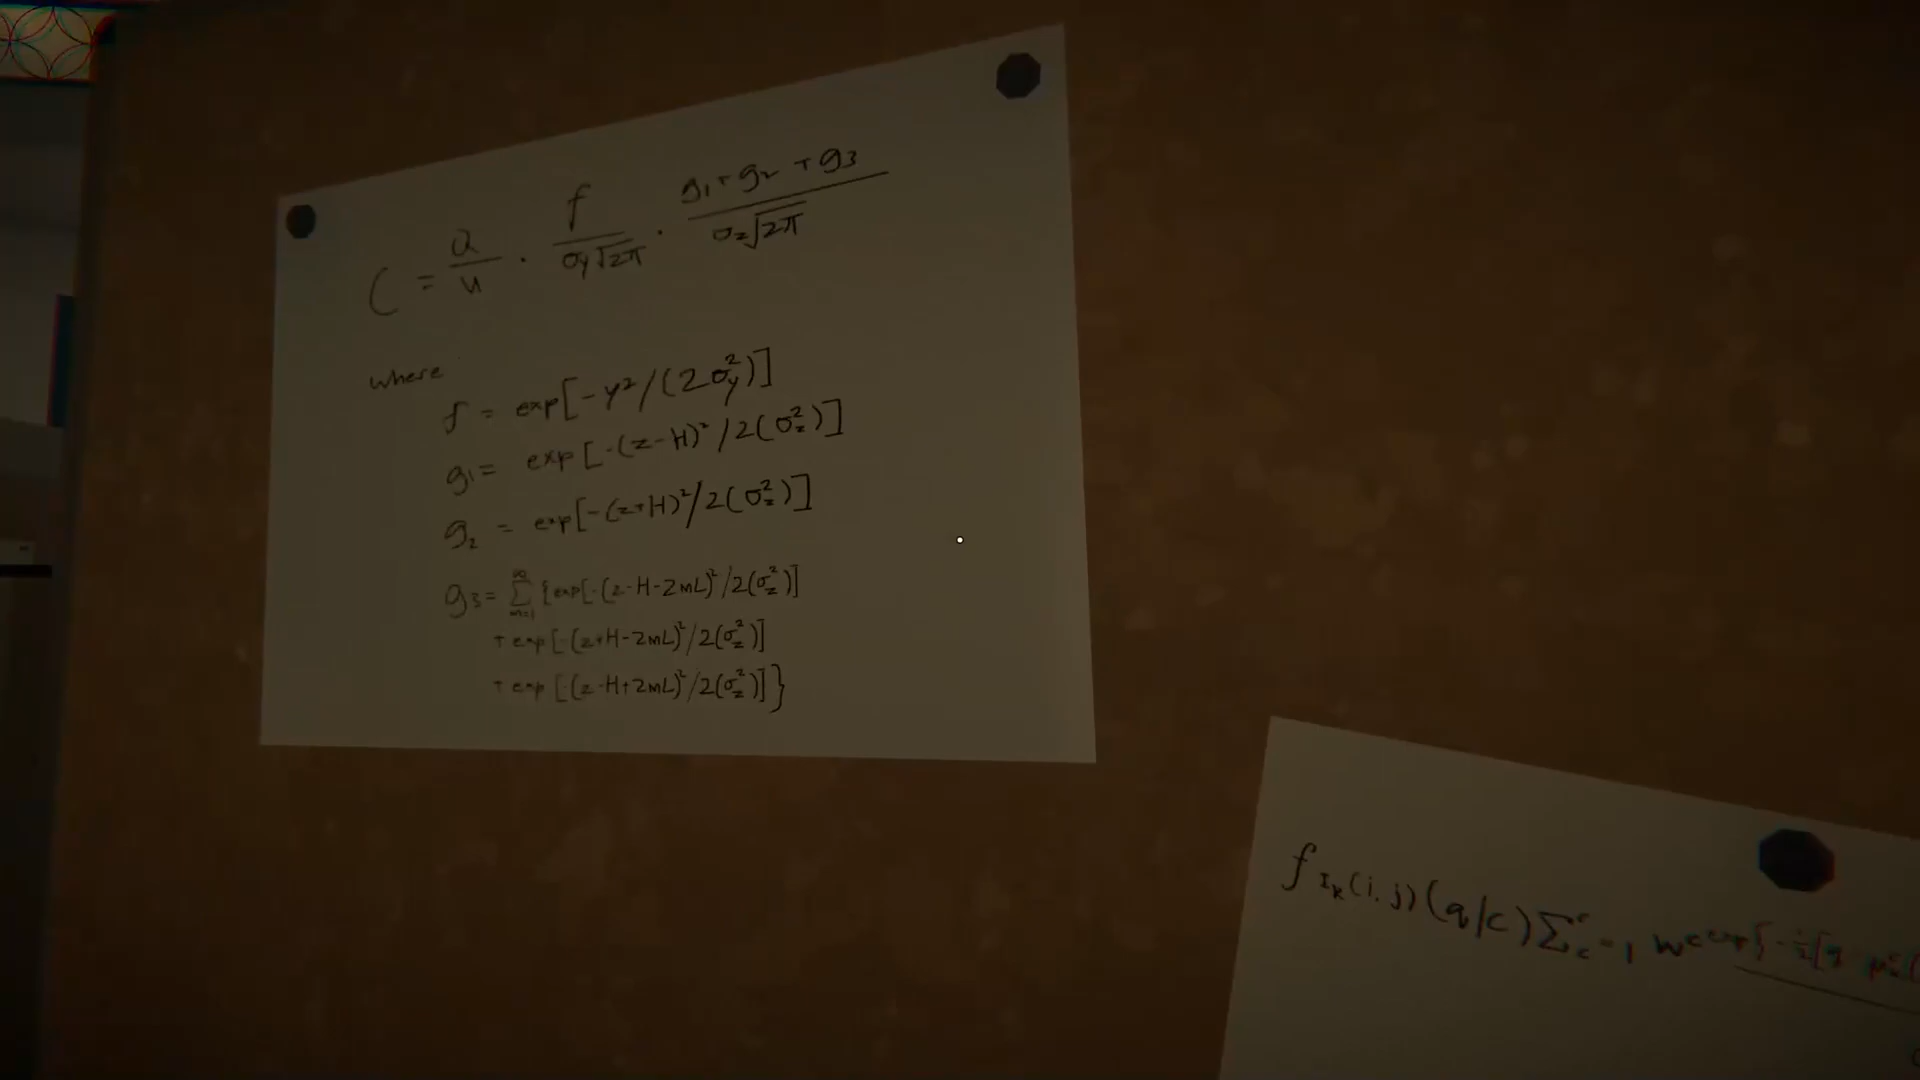 C = Q/u · f/σy√2π · g1+g2+g3/σz√2π
where
f = exp[-y²/(2σy²)]
g1= exp[-(z-H)²/2(σz²)]
g2 = exp[-(z+H)²/2(σz²)]
g3= ∑m=1∞ {exp[-(z-H-2mL)²/2(σz²)]
+ exp[-(z+H-2mL)²/2(σz²)]
+ exp[-(z-H+2mL)²/2(σz²)]}
f Ik(i,j)(q/c)∑c=1c